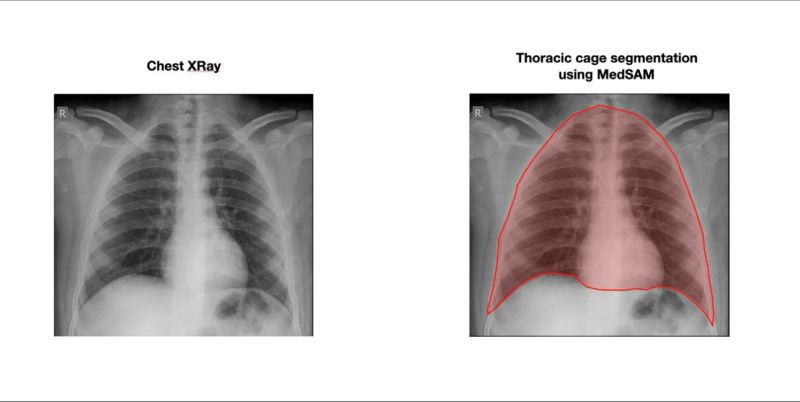 Chest XRay
R
Thoracic cage segmentation
using MedSAM
R